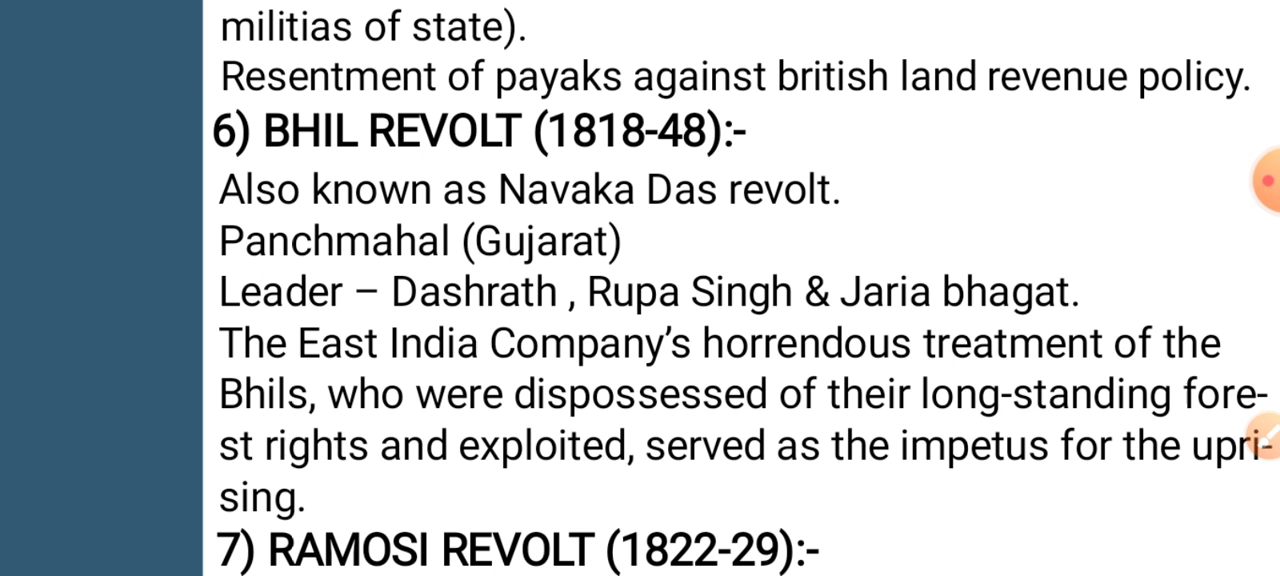 militias of state).
Resentment of payaks against british land revenue policy.
6) BHIL REVOLT (1818-48):-
Also known as Navaka Das revolt.
Panchmahal (Gujarat)
Leader – Dashrath , Rupa Singh & Jaria bhagat.
The East India Company’s horrendous treatment of the
Bhils, who were dispossessed of their long-standing fore-
st rights and exploited, served as the impetus for the upri-
sing.
7) RAMOSI REVOLT (1822-29):-